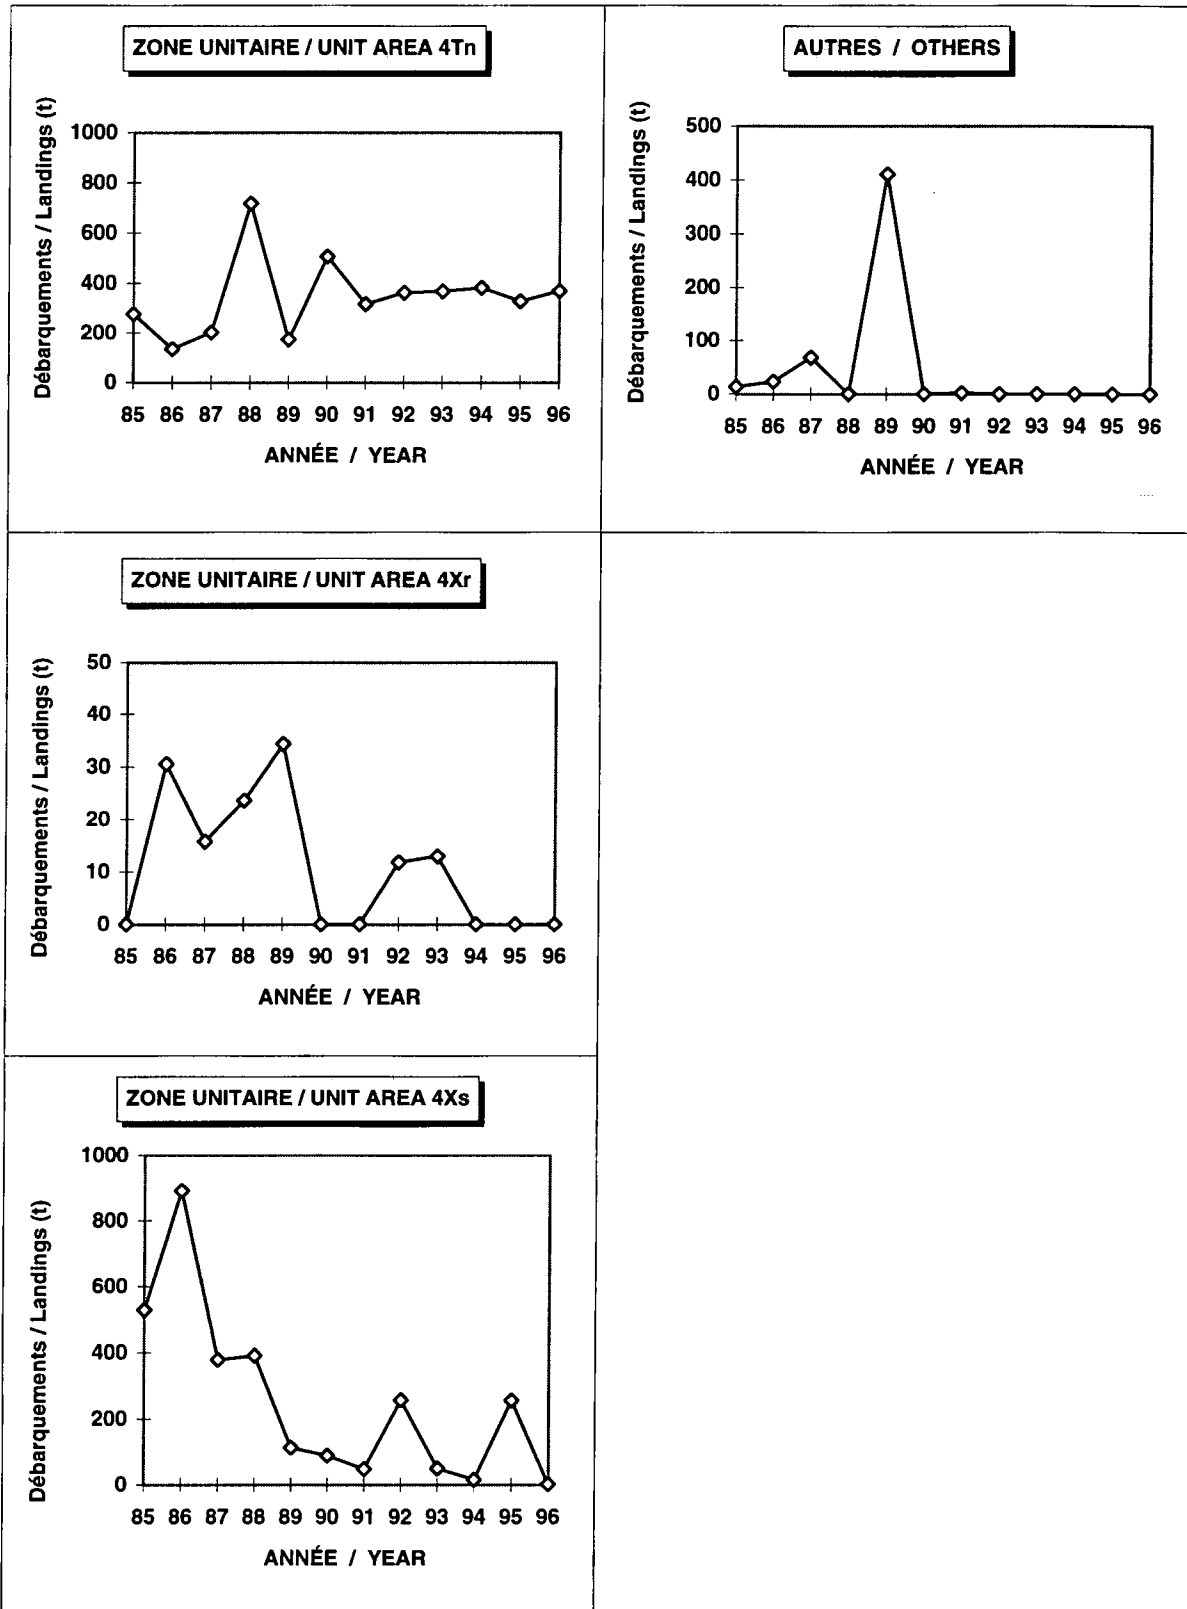 ZONE UNITAIRE / UNIT AREA 4Tn
Débarquements / Landings (t)
1000
800
600
400
200
0
85 86 87 88 89 90 91 92 93 94 95 96
ANNÉE / YEAR
AUTRES / OTHERS
Débarquements / Landings (t)
500
400
300
200
100
0
85 86 87 88 89 90 91 92 93 94 95 96
ANNÉE / YEAR
ZONE UNITAIRE / UNIT AREA 4Xr
Débarquements / Landings (t)
50
40
30
20
10
0
85 86 87 88 89 90 91 92 93 94 95 96
ANNÉE / YEAR
ZONE UNITAIRE / UNIT AREA 4Xs
Débarquements / Landings (t)
1000
800
600
400
200
0
85 86 87 88 89 90 91 92 93 94 95 96
ANNÉE / YEAR